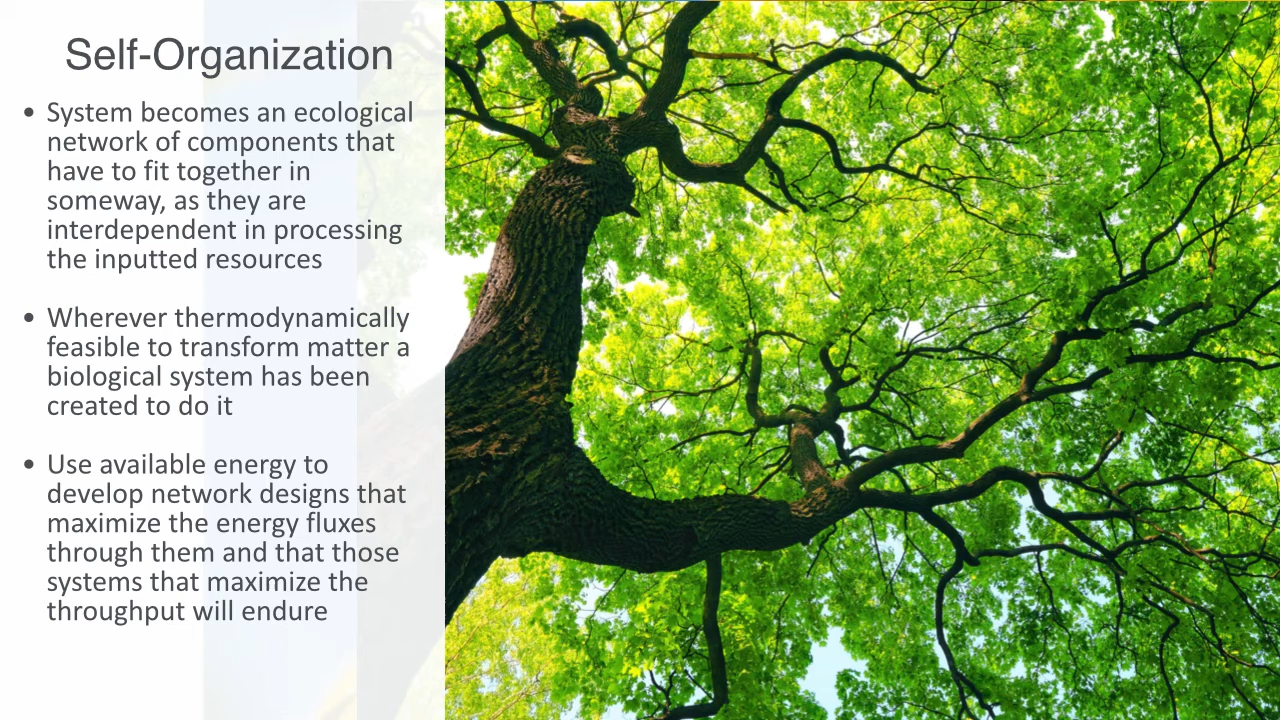 Self-Organization
• System becomes an ecological
network of components that
have to fit together in
someway, as they are
interdependent in processing
the inputted resources
• Wherever thermodynamically
feasible to transform matter a
biological system has been
created to do it
• Use available energy to
develop network designs that
maximize the energy fluxes
through them and that those
systems that maximize the
throughput will endure